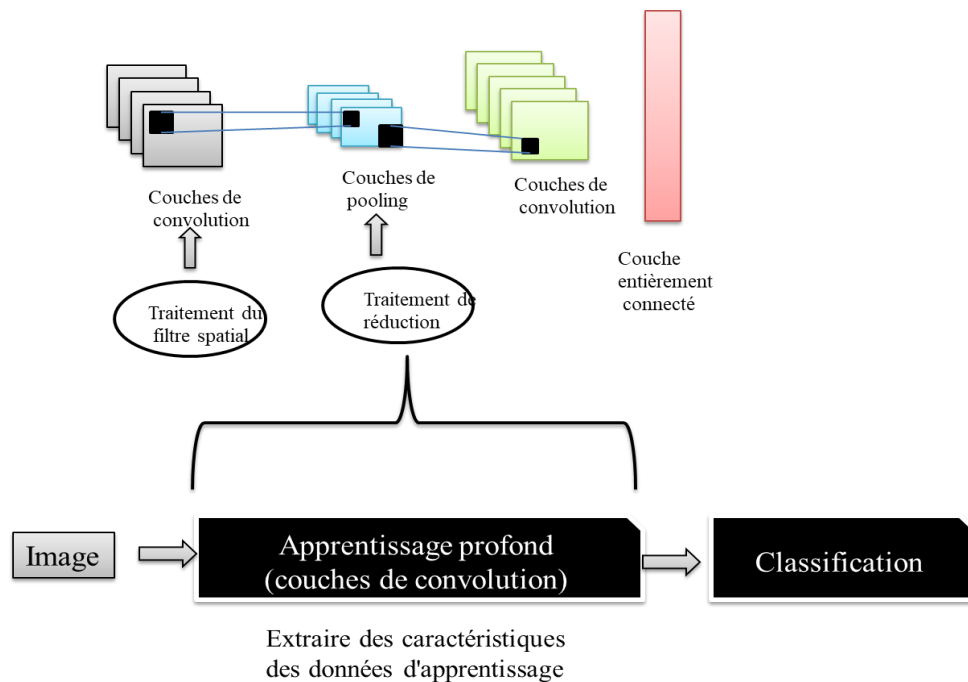 Couches de
convolution
Couches de
pooling
Couches de
convolution
Couche
entièrement
connecté
Traitement du
filtre spatial
Traitement de
réduction
Image
Apprentissage profond
(couches de convolution)
Classification
Extraire des caractéristiques
des données d'apprentissage